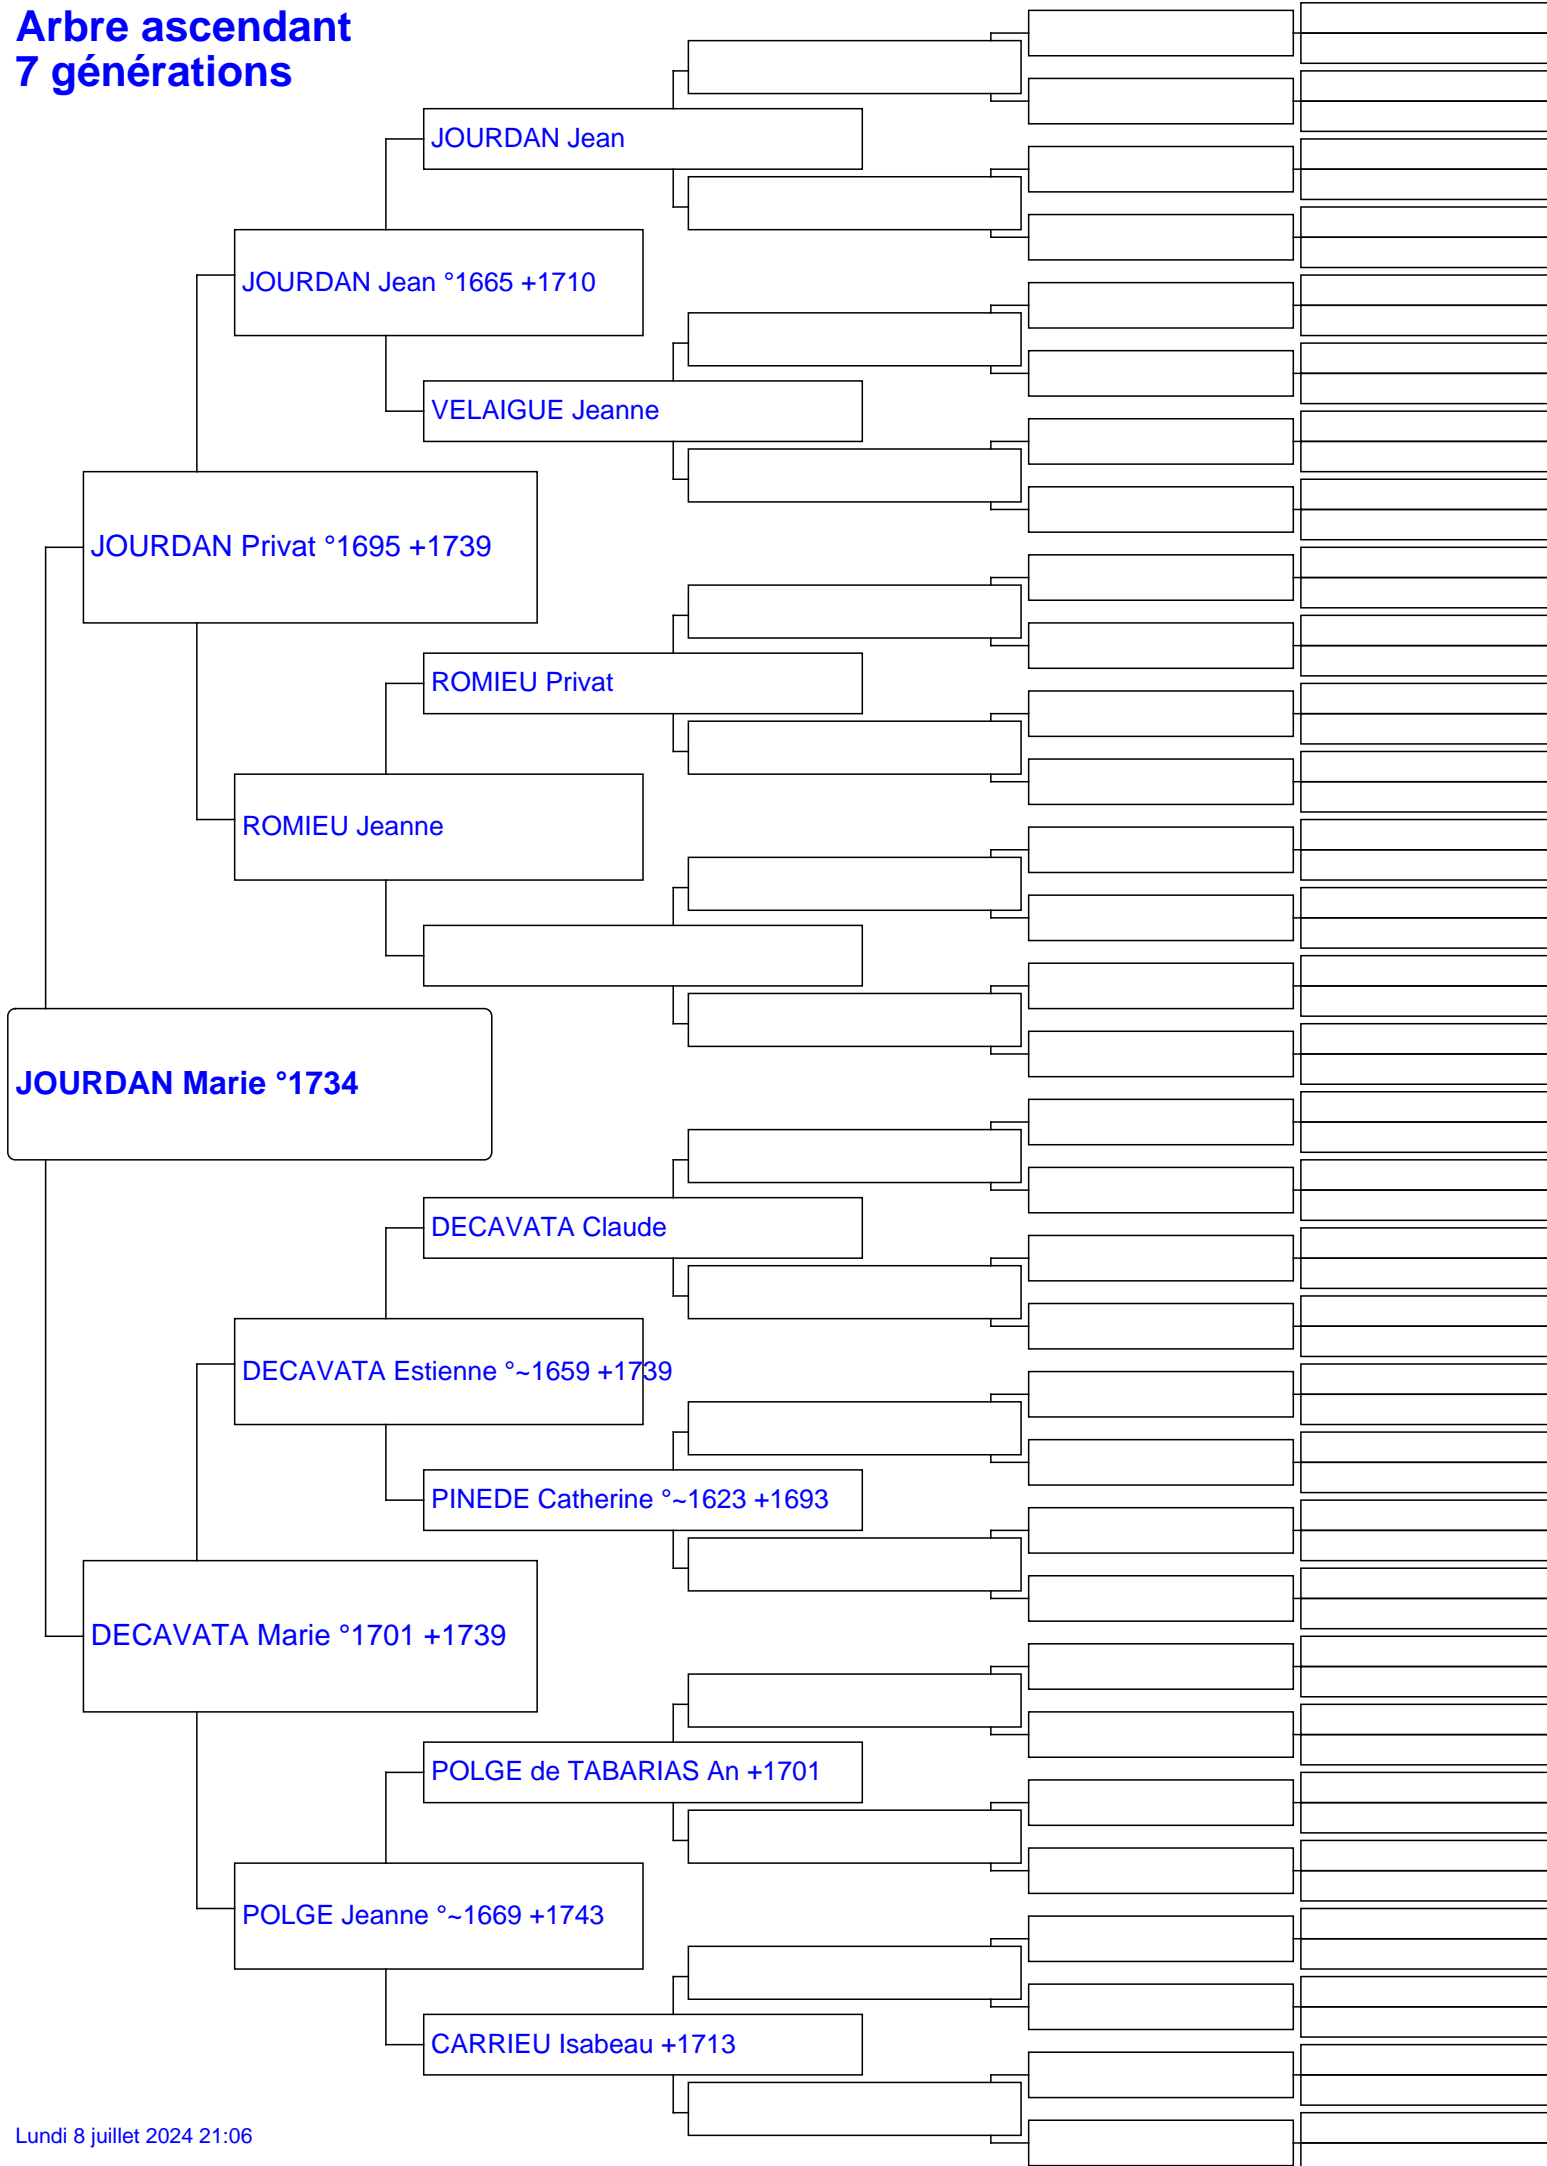 Arbre ascendant
7 générations
JOURDAN Jean
JOURDAN Jean °1665 +1710
VELAIGUE Jeanne
JOURDAN Privat °1695 +1739
ROMIEU Privat
ROMIEU Jeanne
JOURDAN Marie °1734
DECAVATA Claude
DECAVATA Estienne °~1659 +1739
PINEDE Catherine °~1623 +1693
DECAVATA Marie °1701 +1739
POLGE de TABARIAS An +1701
POLGE Jeanne °~1669 +1743
CARRIEU Isabeau +1713
Lundi 8 juillet 2024 21:06